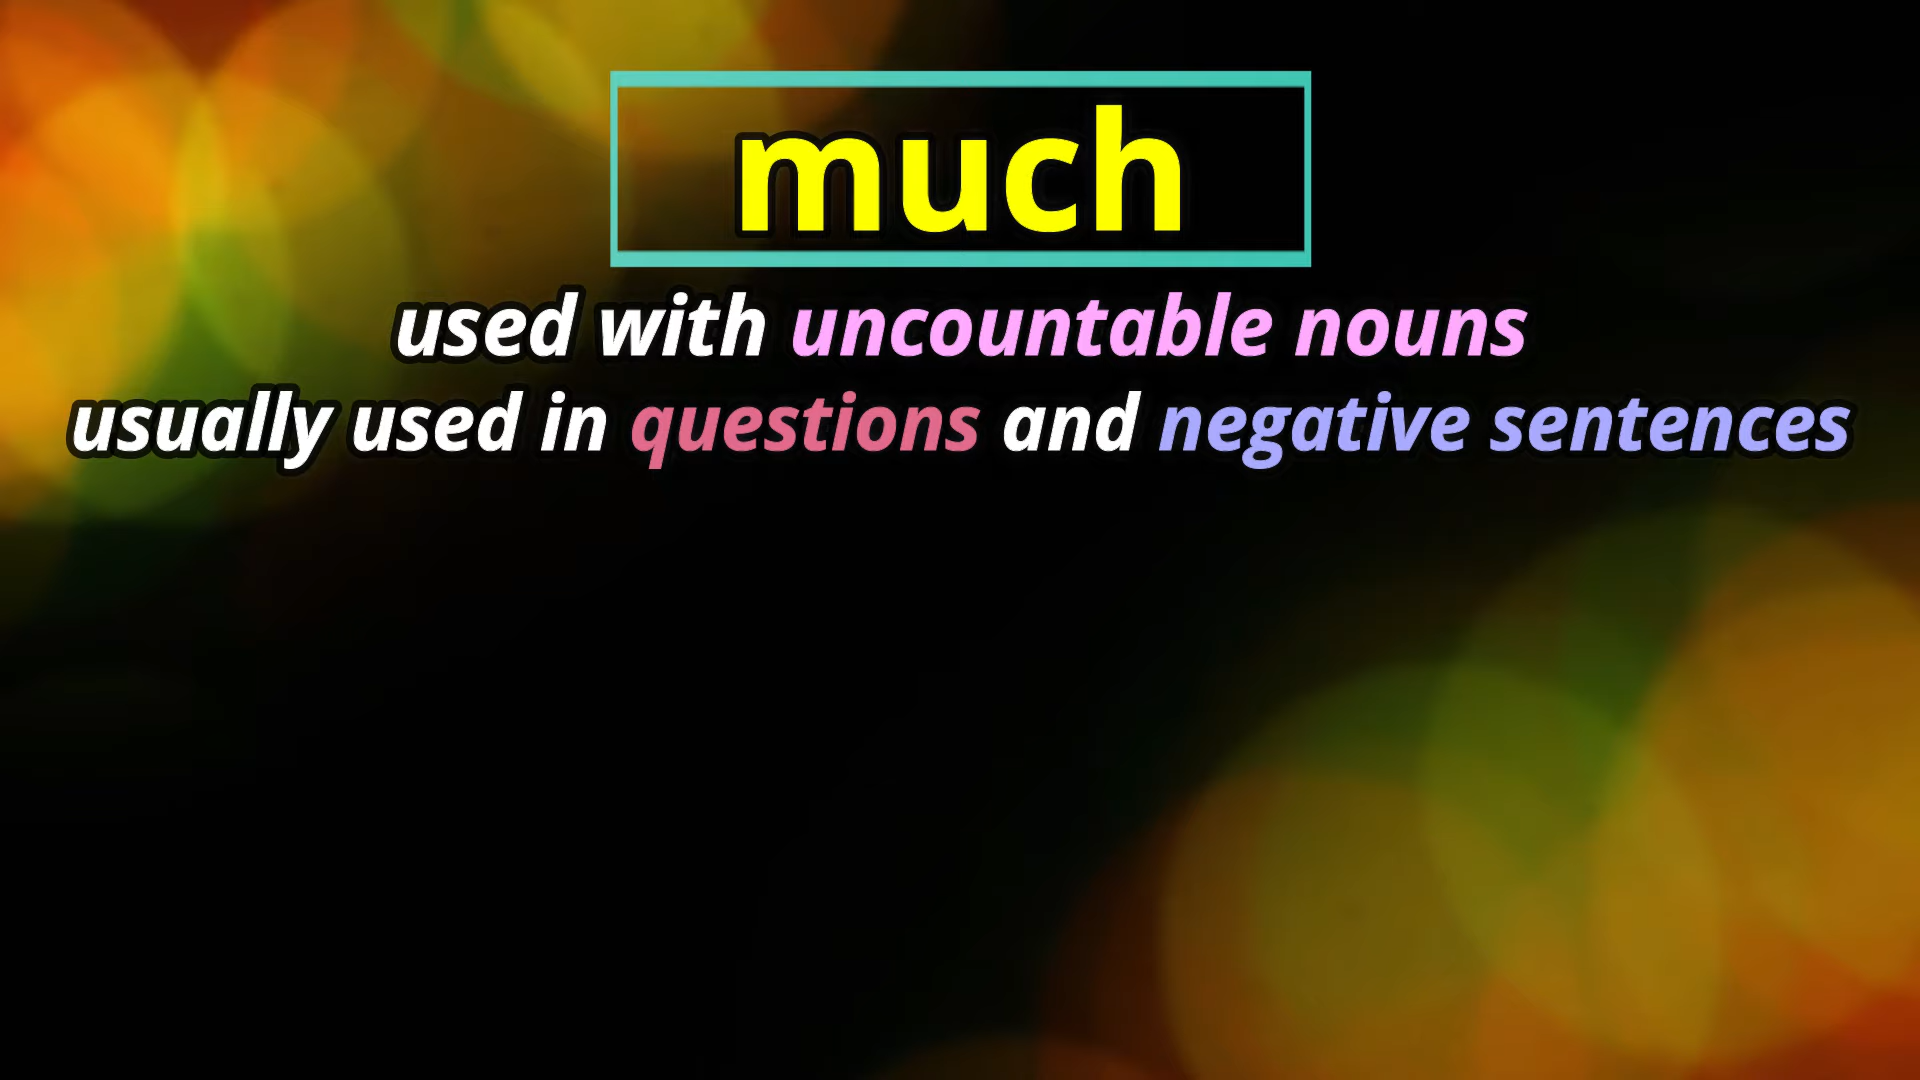 much
used with uncountable nouns
usually used in questions and negative sentences